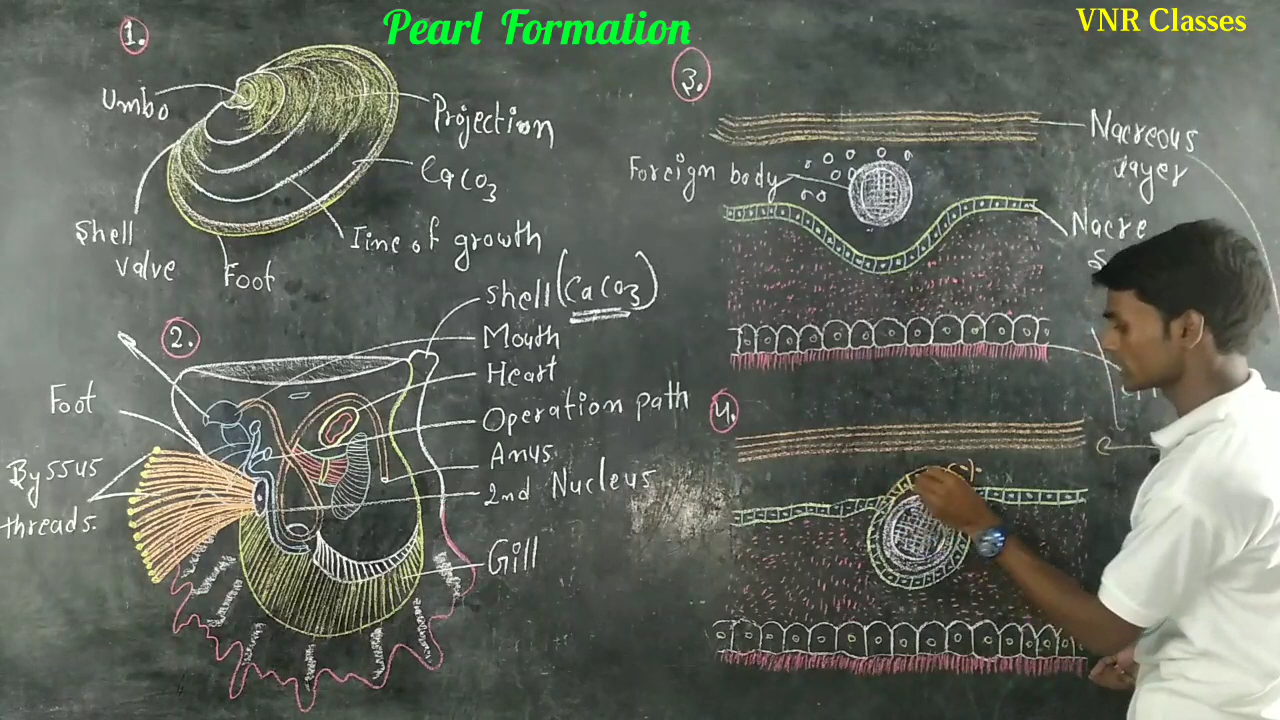 Pearl Formation
VNR Classes
1.
Umbo
Projection
CaCO3
Line of growth
Shell
valve
Foot
2.
Shell (CaCO3)
Mouth
Heart
Operation path
Anus
2nd Nucleus
Gill
Foot
Byssus
threads.
3.
Nacreous
layer
Foreign body
Nacre
4.